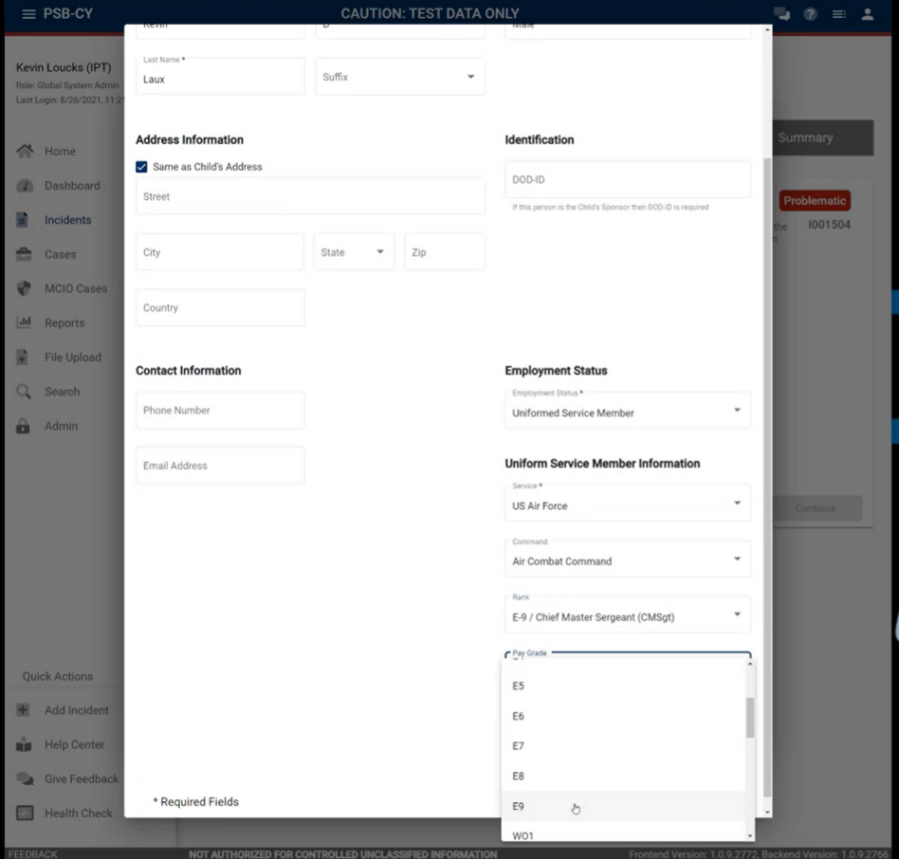 PSB-CY
CAUTION: TEST DATA ONLY
Kevin Loucks (IPT)
Role: Global System Admin
Last Login: 8/26/2021, 11:2
Home
Dashboard
Incidents
Cases
MCIO Cases
Reports
File Upload
Search
Admin
Quick Actions
Add Incident
Help Center
Give Feedback
Health Check
Kevin
Male
Last Name *
Laux
Suffix
Address Information
Same as Child's Address
Street
City
State
Zip
Country
Contact Information
Phone Number
Email Address
* Required Fields
Identification
DOD-ID
If this person is the Child's Sponsor then DOD-ID is required
Employment Status
Employment Status *
Uniformed Service Member
Uniform Service Member Information
Service *
US Air Force
Command
Air Combat Command
Rank
E-9 / Chief Master Sergeant (CMSgt)
Pay Grade
E5
E6
E7
E8
E9
WO1
Summary
Problematic
the
I001504
Continue
FEEDBACK
NOT AUTHORIZED FOR CONTROLLED UNCLASSIFIED INFORMATION
Frontend Version: 1.0.9.2772, Backend Version: 1.0.9.2766